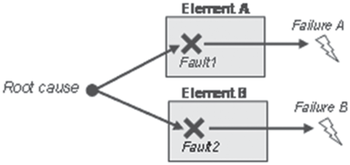 Element A
Failure A
Fault1
Root cause
Element B
Failure B
Fault2